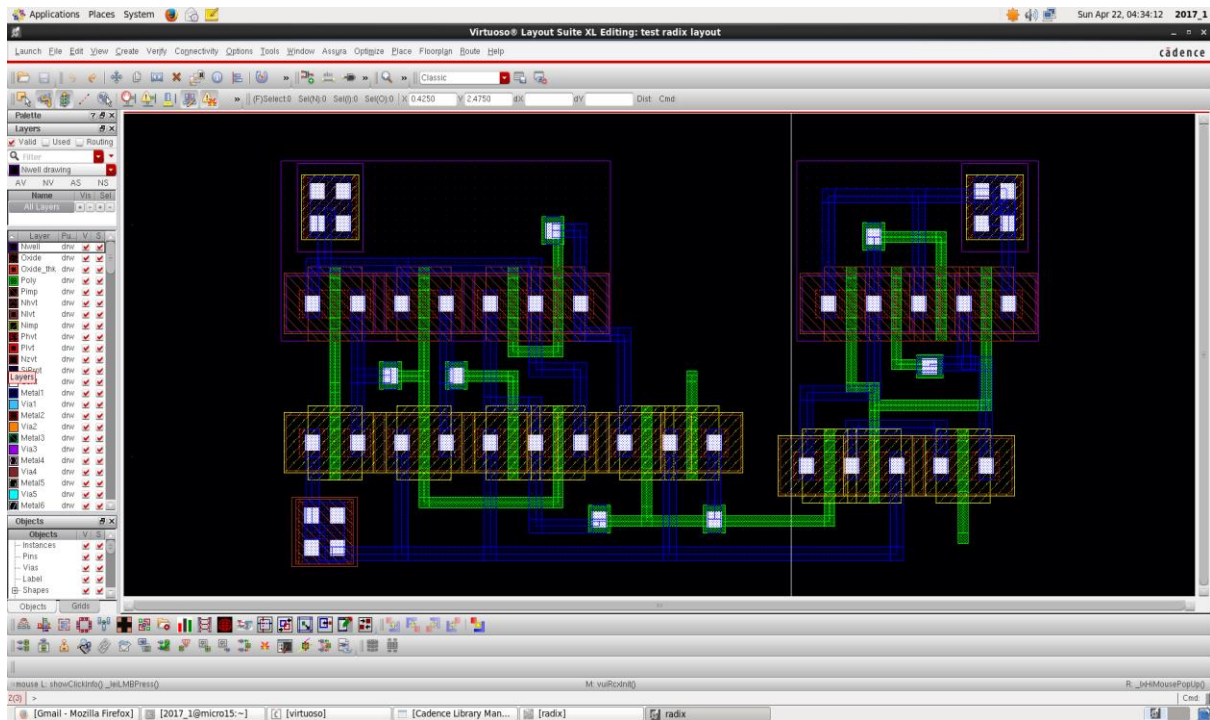 Applications Places System Sun Apr 22, 04:34:12 2017_1
Virtuoso® Layout Suite XL Editing: test radix layout
Launch File Edit View Create Verify Connectivity Options Tools Window Assura Optimize Place Floorplan Route Help cādence
Classic
(F)Select:0 Sel(N):0 Sel(I):0 Sel(O):0 X 0.4250 Y 2.4750 dX dY Dist Cmd:
Palette
Layers
Valid Used Routing
Filter
Nwell drawing
AV NV AS NS
Name Vis Sel
All Layers
Layer Pu.. V S
Nwell drw
Oxide drw
Oxide_thk drw
Poly drw
Pimp drw
Nhvt drw
Nlvt drw
Nimp drw
Phvt drw
Plvt drw
Nzvt drw
SiProt drw
Layers
Metal1 drw
Via1 drw
Metal2 drw
Via2 drw
Metal3 drw
Via3 drw
Metal4 drw
Via4 drw
Metal5 drw
Via5 drw
Metal6 drw
Objects
Objects V S
Instances
Pins
Vias
Label
Shapes
Objects Grids
mouse L: showClickInfo() _leiLMBPress() M: vuiRcxInit() R: _lxHiMousePopUp()
2(3) > Cmd:
[Gmail - Mozilla Firefox] [2017_1@micro15:~] [virtuoso] [Cadence Library Man... [radix] radix